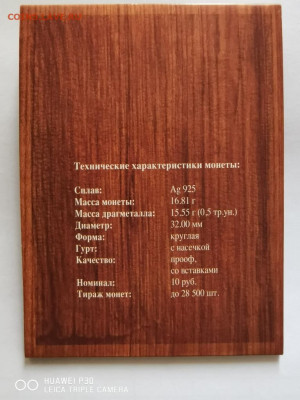 Технические характеристики монеты:
Сплав: Ag 925
Масса монеты: 16.81 г
Масса драгметалла: 15.55 г (0,5 тр.ун.)
Диаметр: 32.00 мм
Форма: круглая
Гурт: с насечкой
Качество: прооф,
со вставками
Номинал: 10 руб.
Тираж монет: до 28 500 шт.
HUAWEI P30
LEICA TRIPLE CAMERA